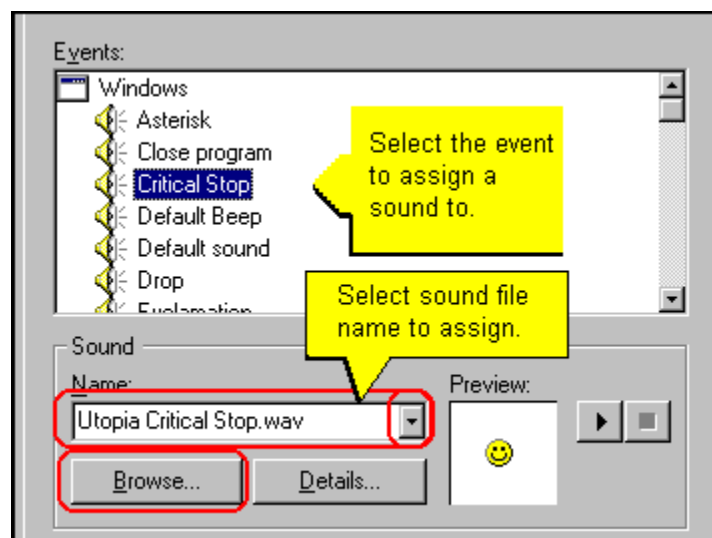 Events:
Windows
Asterisk
Close program
Critical Stop
Default Beep
Default sound
Drop
Exclamation
Select the event
to assign a
sound to.
Select sound file
name to assign.
Sound
Name:
Preview:
Utopia Critical Stop.wav
Browse...
Details...